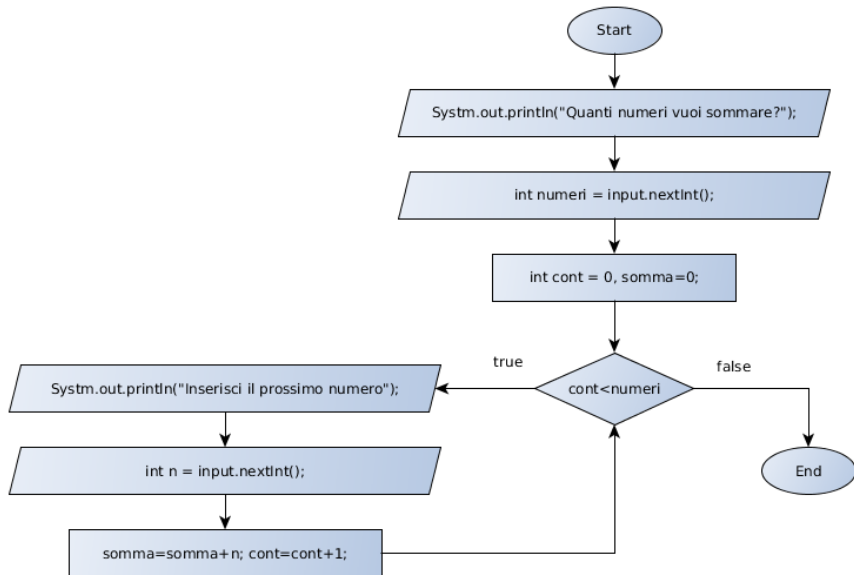 Start
Systm.out.println("Quanti numeri vuoi sommare?");
int numeri = input.nextInt();
int cont = 0, somma=0;
cont<numeri
true
false
Systm.out.println("Inserisci il prossimo numero");
int n = input.nextInt();
somma=somma+n; cont=cont+1;
End